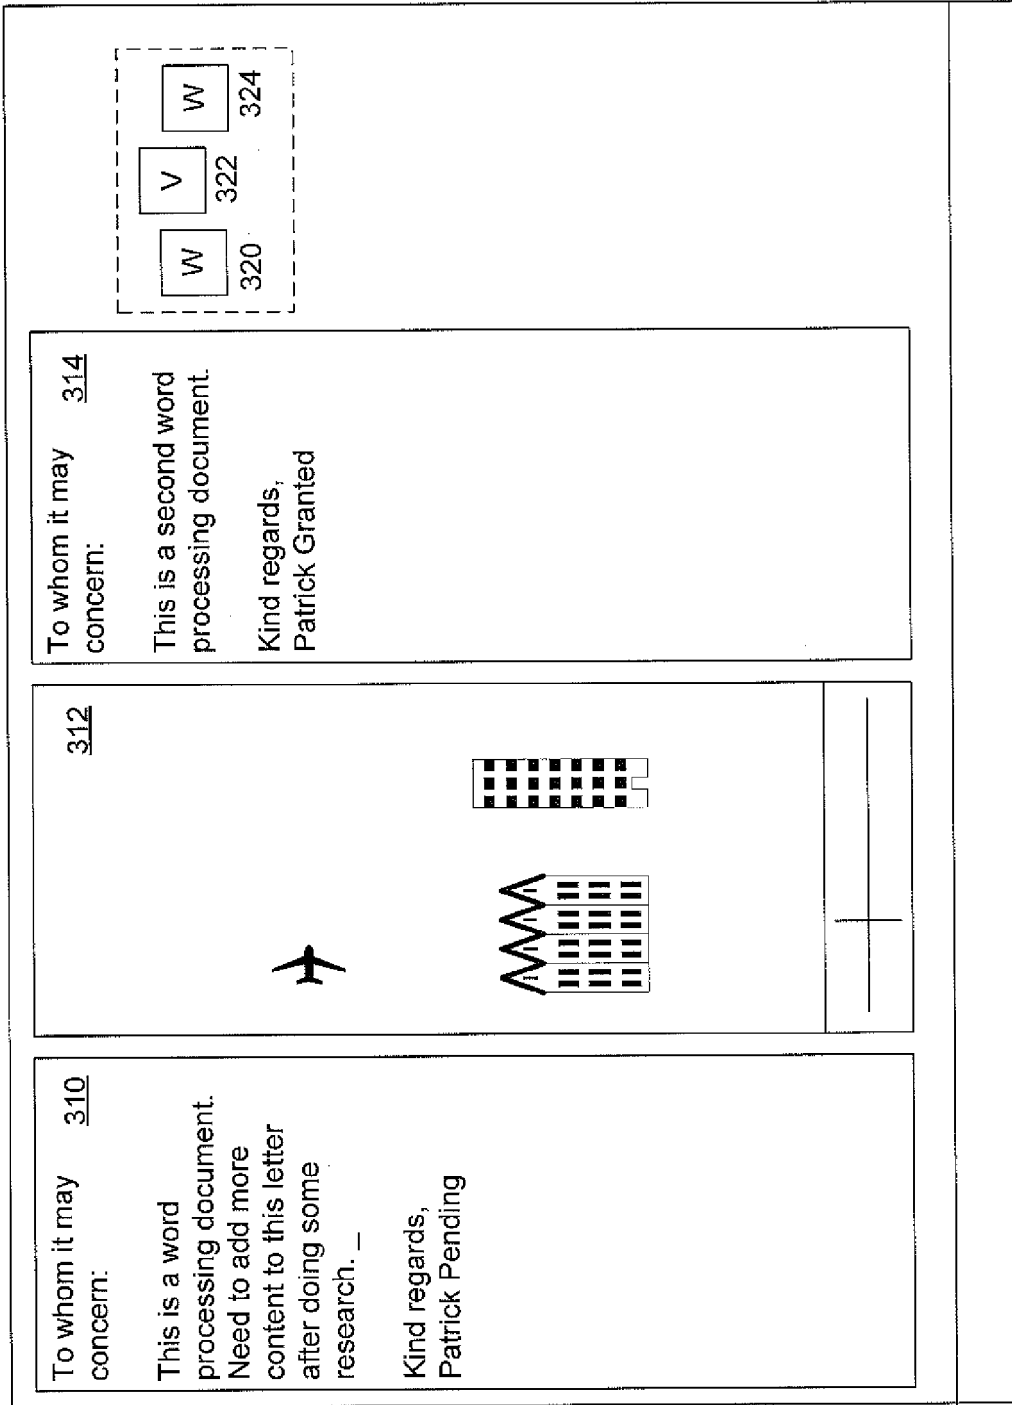 To whom it may
concern:
310
This is a word
processing document.
Need to add more
content to this letter
after doing some
research. _
Kind regards,
Patrick Pending
312
To whom it may
concern:
314
This is a second word
processing document.
Kind regards,
Patrick Granted
W
V
W
320
322
324